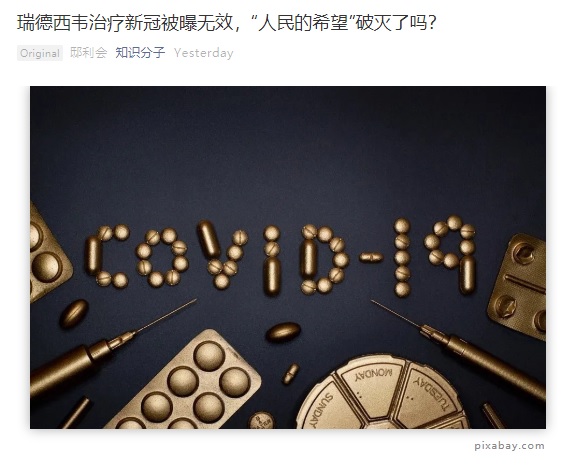 瑞德西韦治疗新冠被曝无效，“人民的希望”破灭了吗？
Original 邸利会 知识分子 Yesterday
COVID-19
SUNDAY MONDAY TUESDAY
pixabay.com